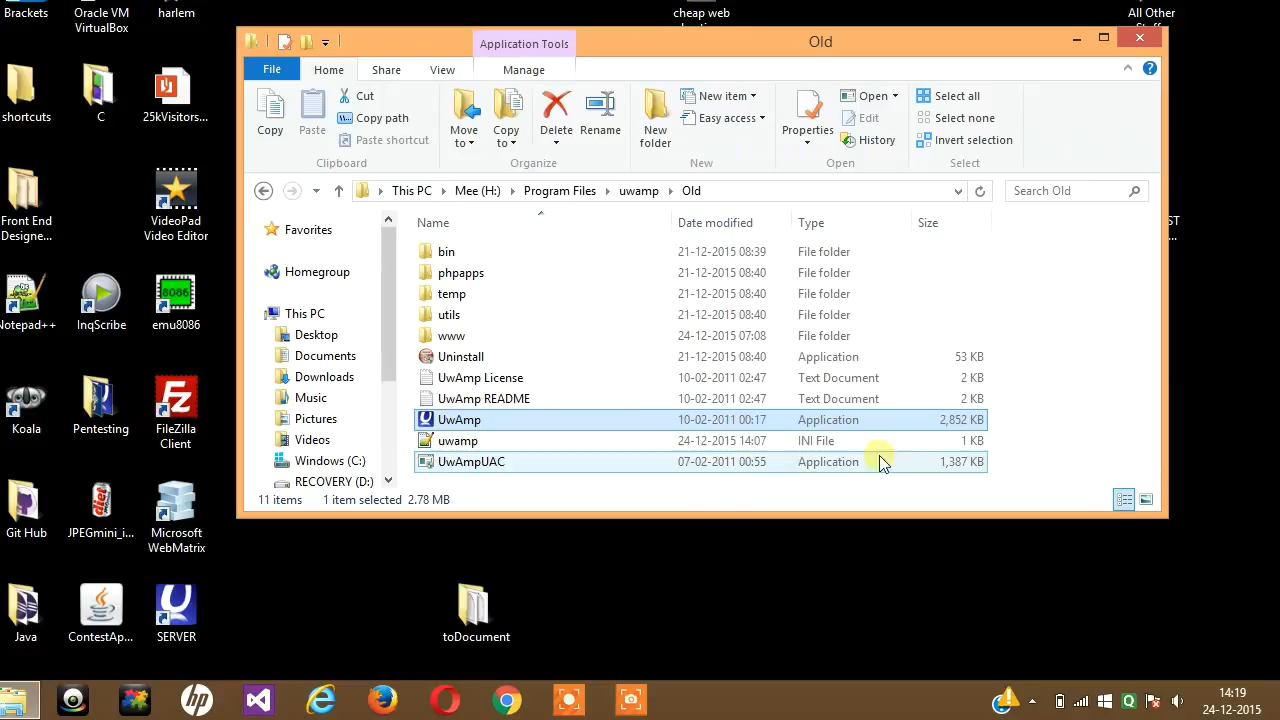 Brackets
Oracle VM
VirtualBox
harlem
cheap web
All Other
Application Tools
Old
File
Home
Share
View
Manage
Copy
Paste
Cut
Copy path
Paste shortcut
Clipboard
Move
to
Copy
to
Delete
Rename
Organize
New
folder
New item
Easy access
New
Properties
Open
Edit
History
Open
Select all
Select none
Invert selection
Select
This PC
Mee (H:)
Program Files
uwamp
Old
Search Old
Name
Date modified
Type
Size
Favorites
Homegroup
This PC
Desktop
Documents
Downloads
Music
Pictures
Videos
Windows (C:)
RECOVERY (D:)
bin 21-12-2015 08:39 File folder
phpapps 21-12-2015 08:40 File folder
temp 21-12-2015 08:40 File folder
utils 21-12-2015 08:40 File folder
www 24-12-2015 07:08 File folder
Uninstall 21-12-2015 08:40 Application 53 KB
UwAmp License 10-02-2011 02:47 Text Document 2 KB
UwAmp README 10-02-2011 02:47 Text Document 2 KB
UwAmp 10-02-2011 00:17 Application 2,852 KB
uwamp 24-12-2015 14:07 INI File 1 KB
UwAmpUAC 07-02-2011 00:55 Application 1,387 KB
11 items 1 item selected 2.78 MB
shortcuts
C
25kVisitors...
Front End
Designe...
VideoPad
Video Editor
ST
...
Notepad++
InqScribe
8086
emu8086
Koala
Pentesting
FileZilla
Client
Git Hub
diet
JPEGmini_i...
Microsoft
WebMatrix
Java
ContestAp...
SERVER
toDocument
hp
14:19
24-12-2015